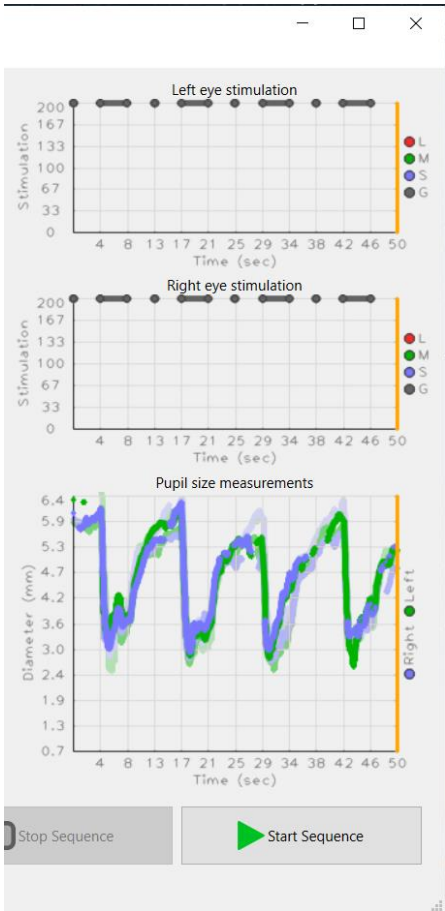 Left eye stimulation
200
167
133
100
67
33
0
Stimulation
L
M
S
G
4 8 13 17 21 25 29 34 38 42 46 50
Time (sec)
Right eye stimulation
200
167
133
100
67
33
0
Stimulation
L
M
S
G
4 8 13 17 21 25 29 34 38 42 46 50
Time (sec)
Pupil size measurements
6.4
5.9
5.3
4.7
4.2
3.6
3.0
2.4
1.9
1.3
0.7
Diameter (mm)
Right Left
4 8 13 17 21 25 29 34 38 42 46 50
Time (sec)
Stop Sequence
Start Sequence